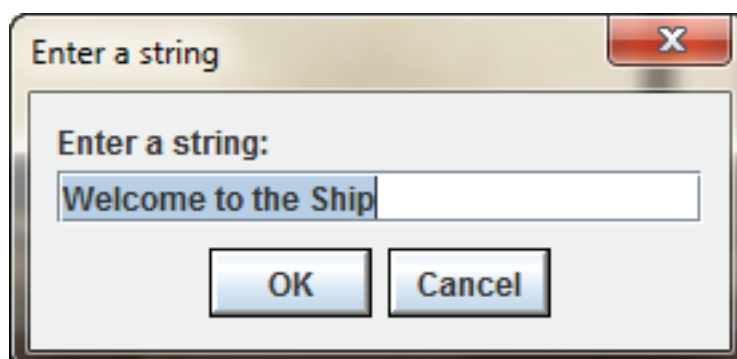 Enter a string
Enter a string:
Welcome to the Ship
OK Cancel